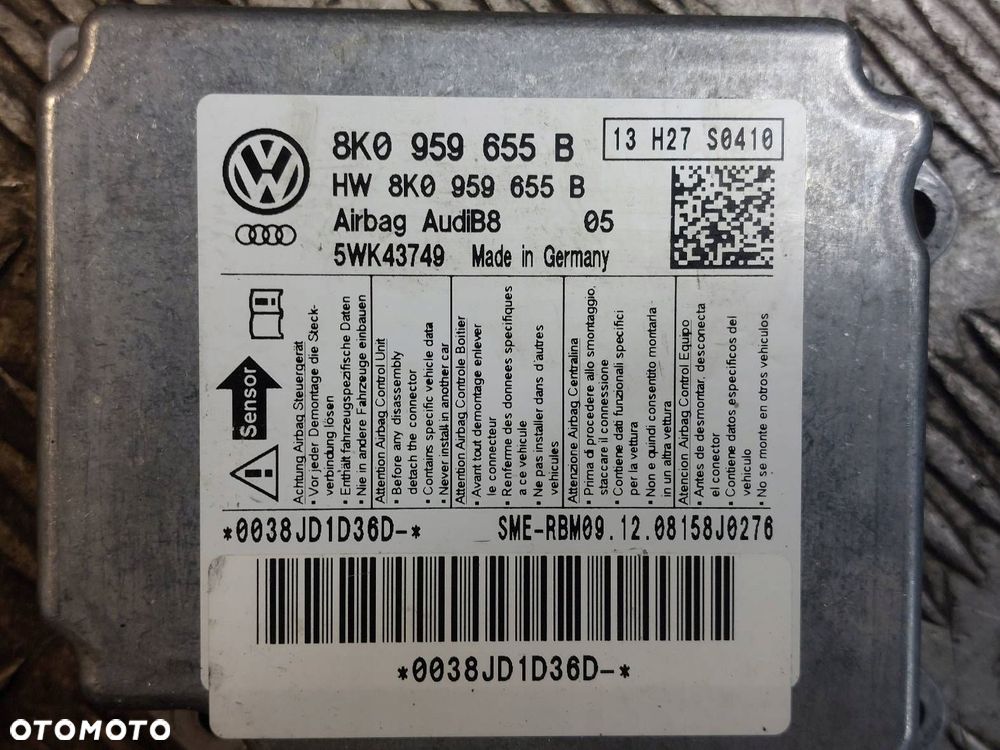 8K0 959 655 B
13 H27 S0410
HW 8K0 959 655 B
Airbag AudiB8 05
5WK43749 Made in Germany
Sensor
Achtung Airbag Steuergerät
• Vor jeder Demontage die Steck-
verbindung lösen
• Enthält fahrzeugspezifische Daten
• Nie in andere Fahrzeuge einbauen
Attention Airbag Control Unit
• Before any disassembly
detach the connector
• Contains specific vehicle data
• Never install in another car
Attention Airbag Controle Boitier
• Avant tout demontage enlever
le connecteur
• Renferme des donnees specifiques
a ce vehicule
• Ne pas installer dans d'autres
vehicules
Attenzione Airbag Centralina
• Prima di procedere allo smontaggio,
staccare il connessione
• Contiene dati funzionali specifici
per la vettura
• Non e quindi consentito montarla
in un altra vettura
Atencion Airbag Control Equipo
• Antes de desmontar, desconecta
el conector
• Contiene datos especificos del
vehiculo
• No se monte en otros vehiculos
*0038JD1D36D-*
SME-RBM09.12.08158J0276
*0038JD1D36D-*
OTOMOTO